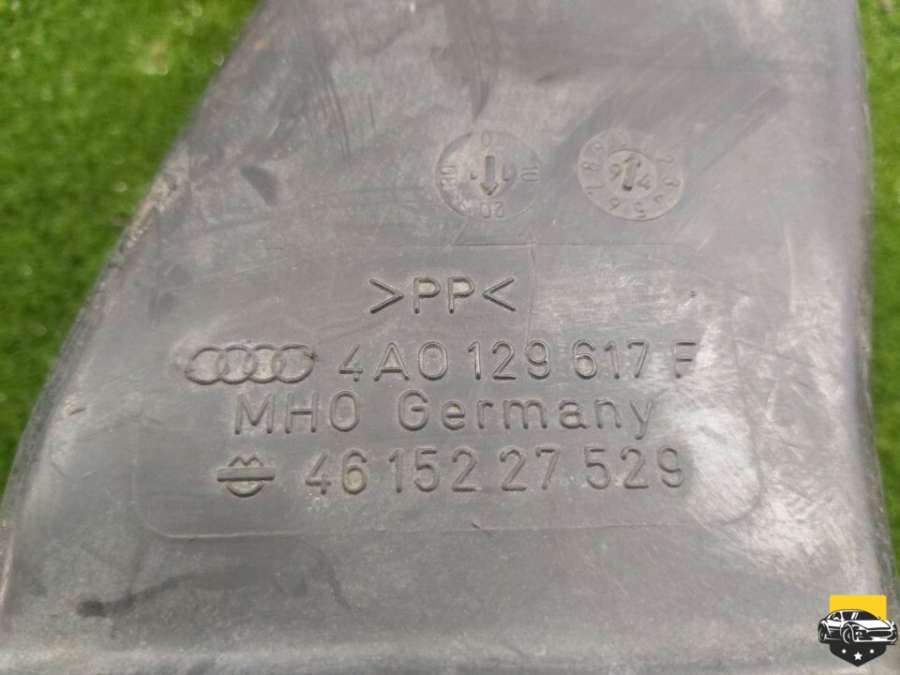 >PP<
4A0 129 617 F
MHO Germany
46 152 27 529